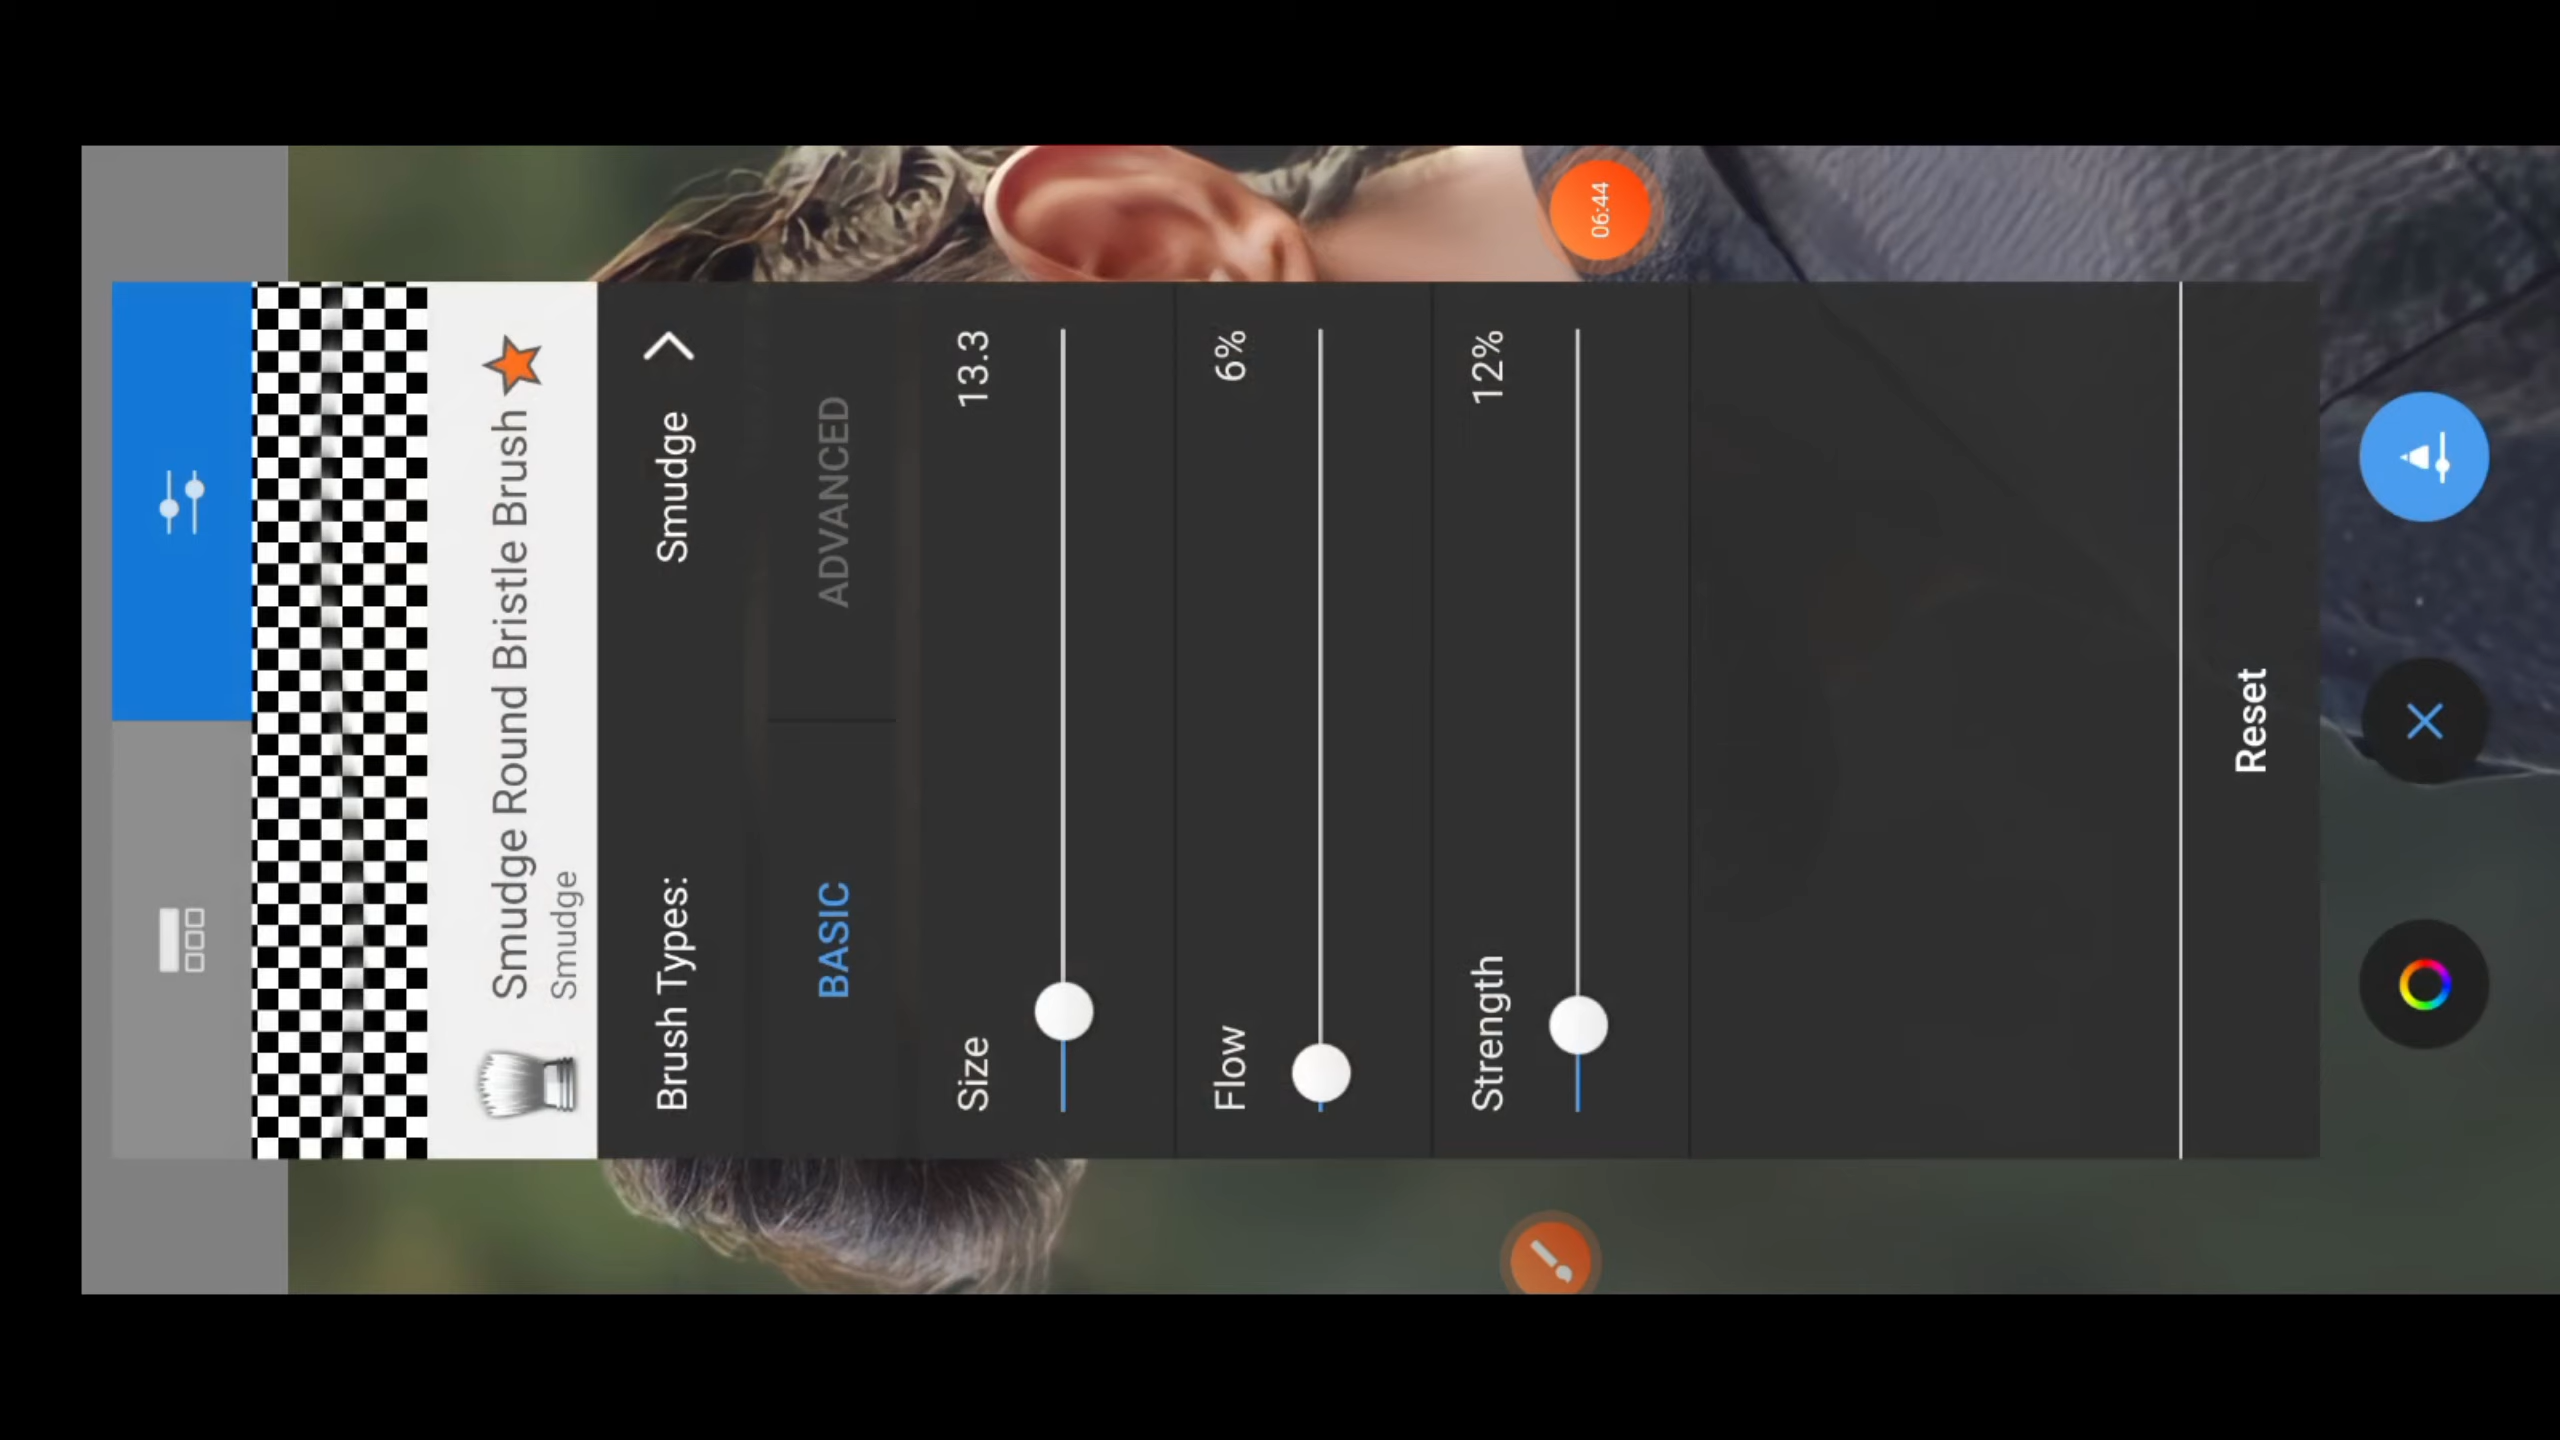 Smudge Round Bristle Brush
Smudge
Brush Types: Smudge
BASIC ADVANCED
Size 13.3
Flow 6%
Strength 12%
06:44
Reset